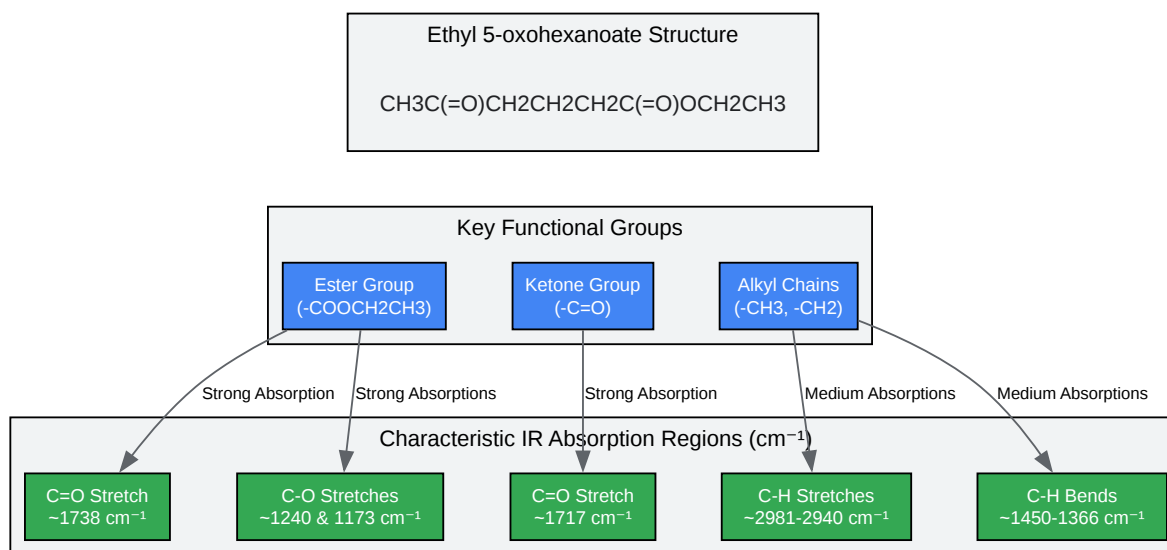 Ethyl 5-oxohexanoate Structure
CH3C(=O)CH2CH2CH2C(=O)OCH2CH3
Key Functional Groups
Ester Group
(-COOCH2CH3)
Ketone Group
(-C=O)
Alkyl Chains
(-CH3, -CH2)
Strong Absorption
Strong Absorptions
Strong Absorption
Medium Absorptions
Medium Absorptions
Characteristic IR Absorption Regions (cm⁻¹)
C=O Stretch
~1738 cm⁻¹
C-O Stretches
~1240 & 1173 cm⁻¹
C=O Stretch
~1717 cm⁻¹
C-H Stretches
~2981-2940 cm⁻¹
C-H Bends
~1450-1366 cm⁻¹